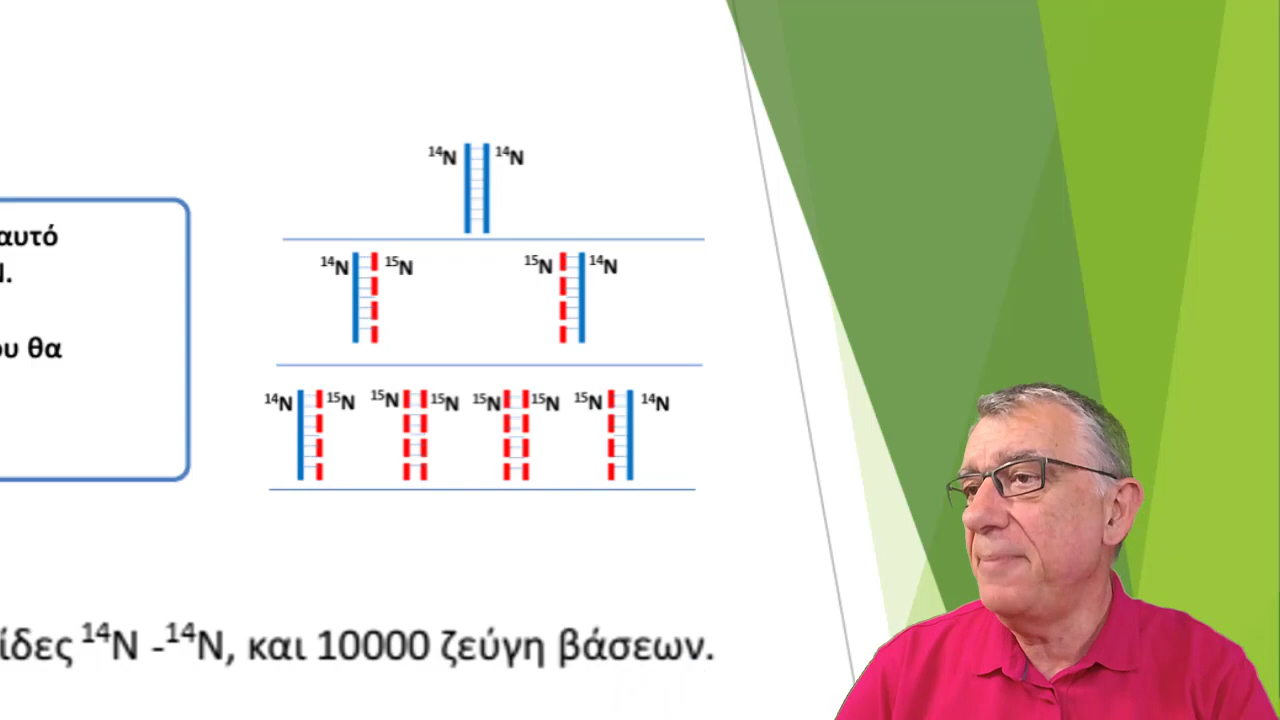 ¹⁴N ¹⁴N
αυτό
¹⁴N ¹⁵N ¹⁵N ¹⁴N
N.
ου θα
¹⁴N ¹⁵N ¹⁵N ¹⁵N ¹⁵N ¹⁵N ¹⁵N ¹⁴N
ίδες ¹⁴N -¹⁴N, και 10000 ζεύγη βάσεων.